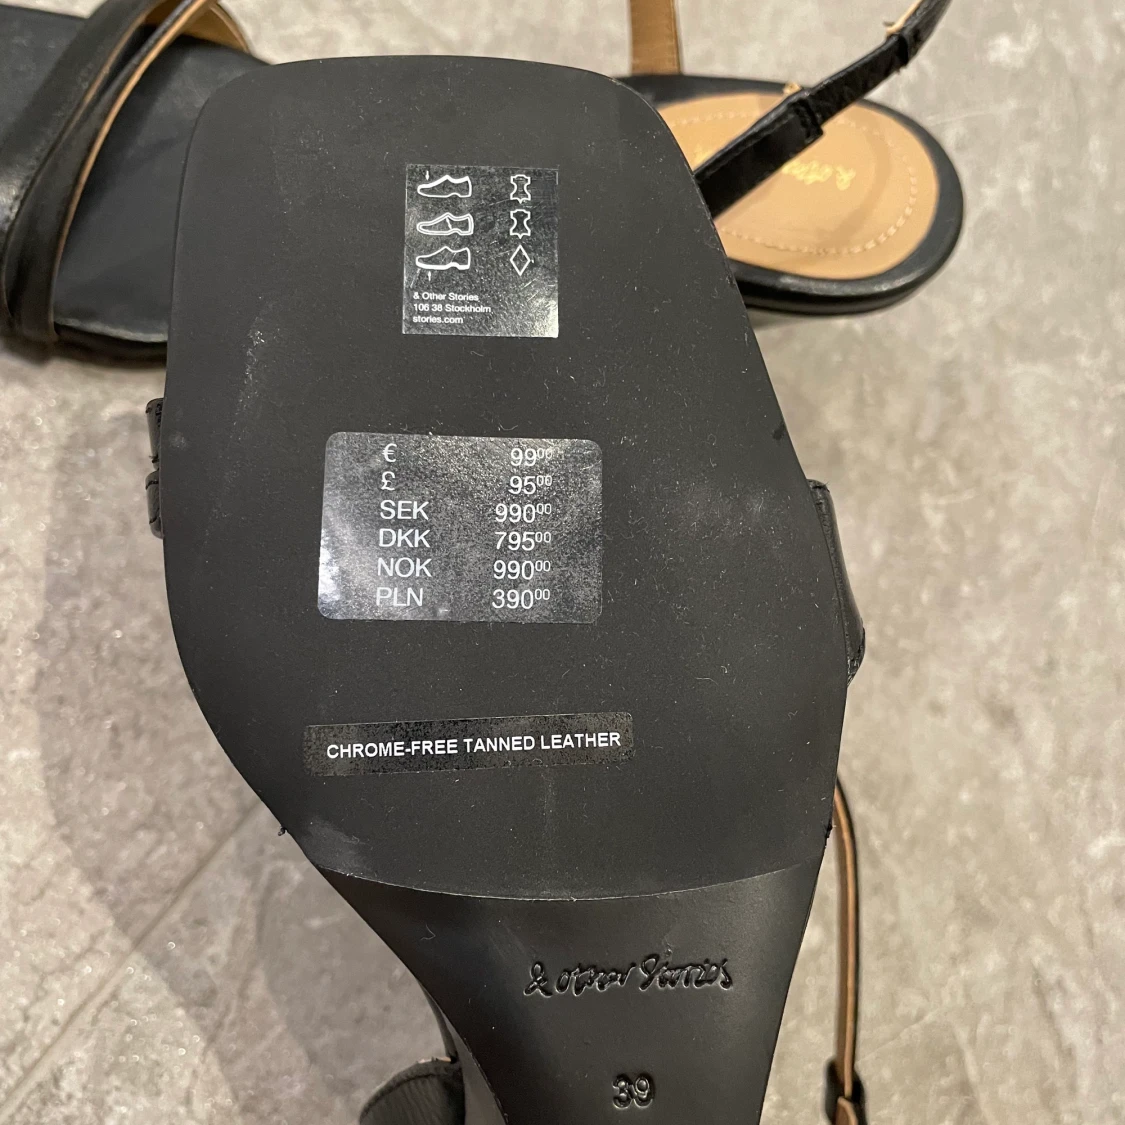 & Other Stories
106 38 Stockholm
stories.com
€ 99⁰⁰
£ 95⁰⁰
SEK 990⁰⁰
DKK 795⁰⁰
NOK 990⁰⁰
PLN 390⁰⁰
CHROME-FREE TANNED LEATHER
& Other Stories
39